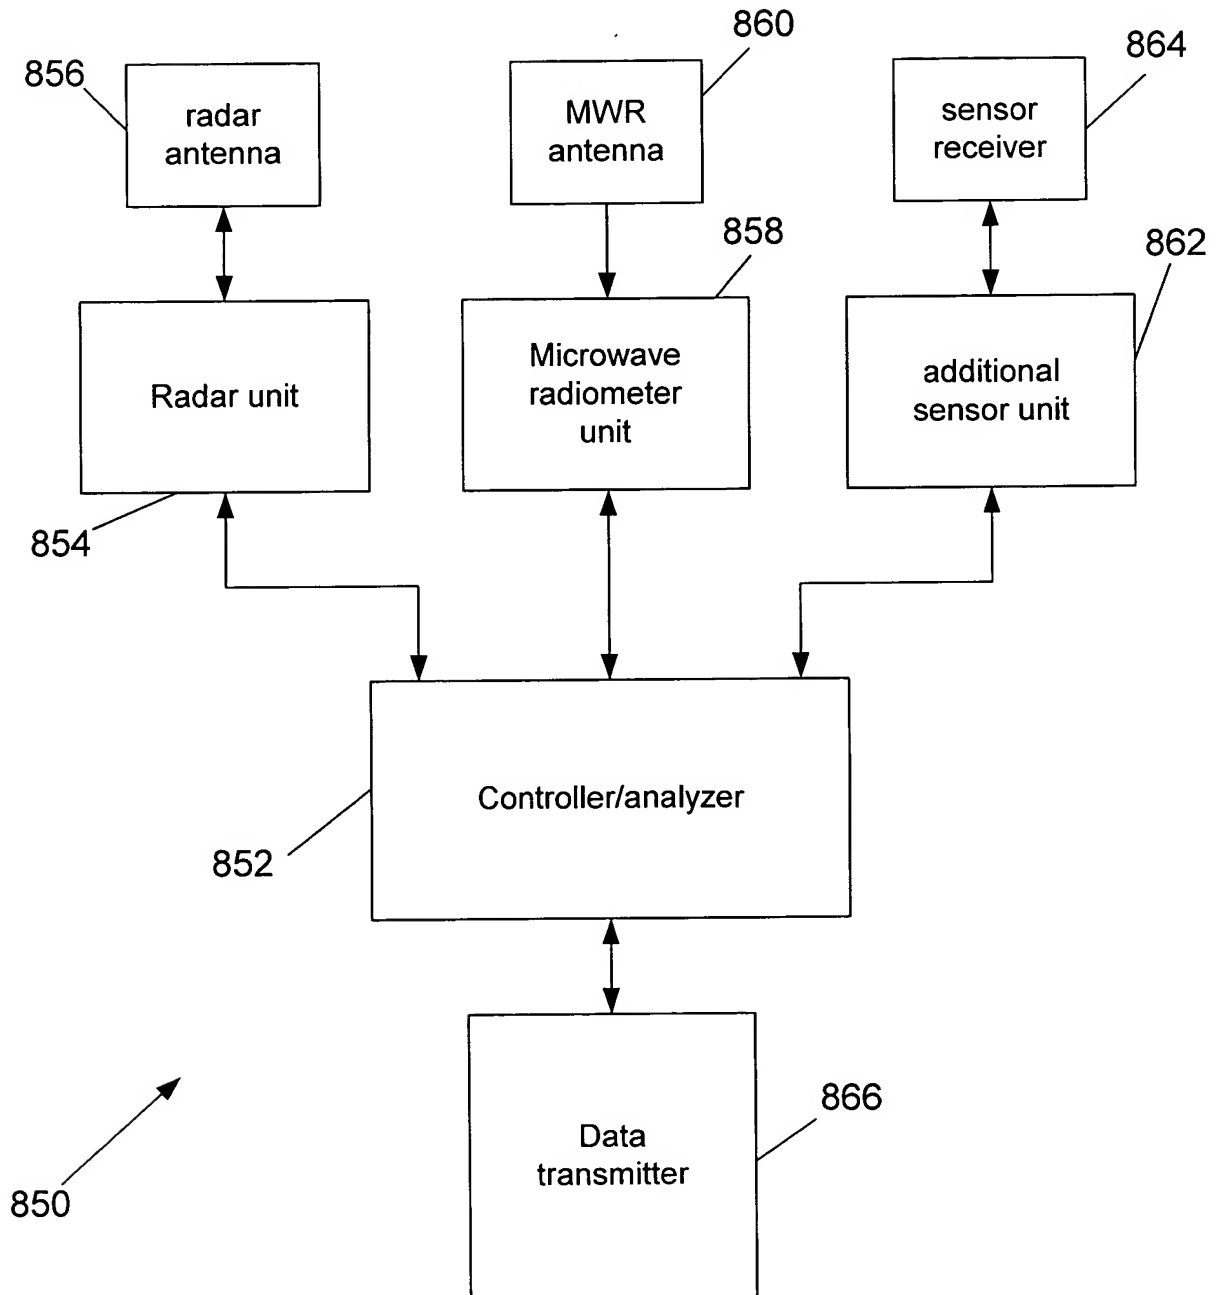 860
856
864
radar
antenna
MWR
antenna
sensor
receiver
858
862
Radar unit
Microwave
radiometer
unit
additional
sensor unit
854
Controller/analyzer
852
866
Data
transmitter
850